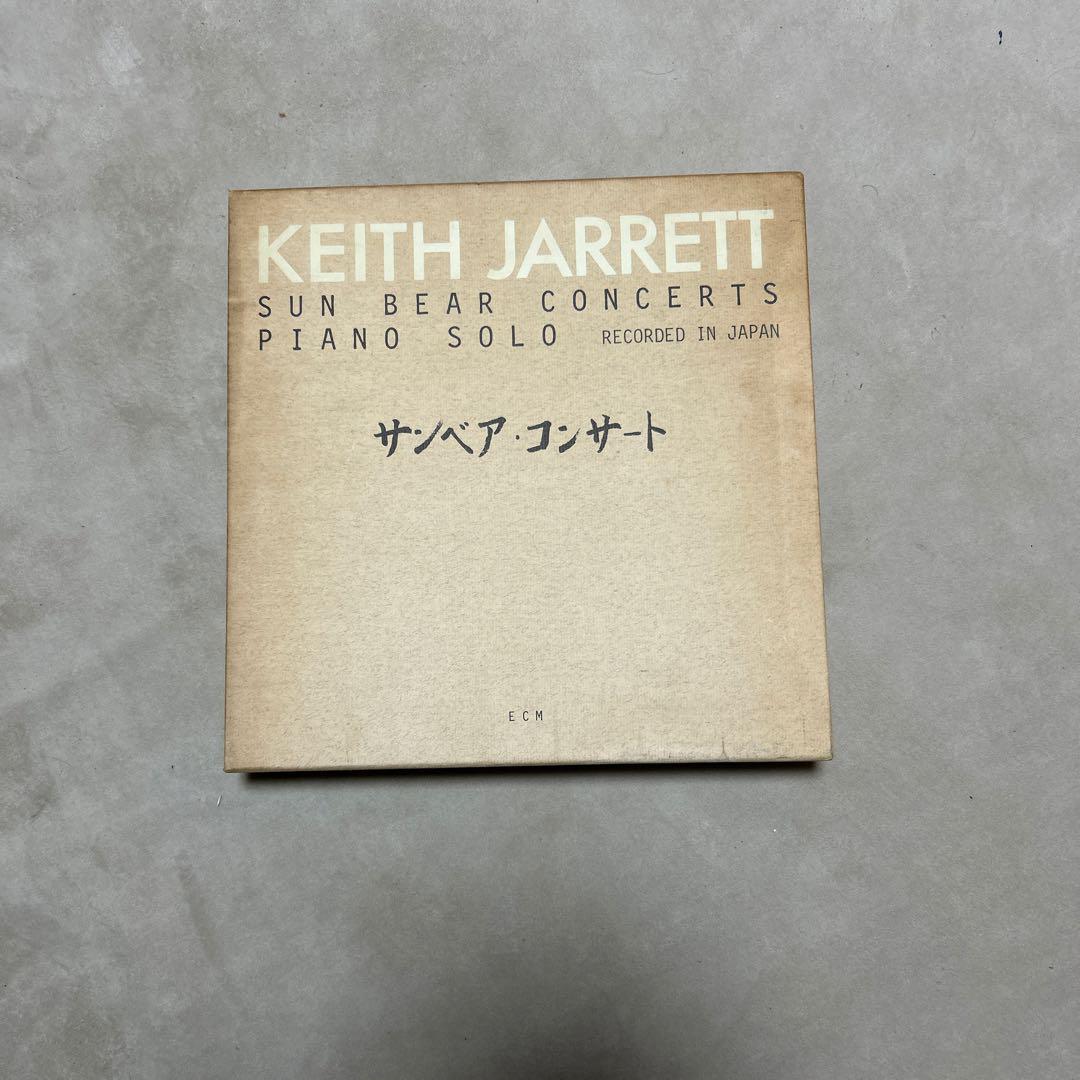 KEITH JARRETT
SUN BEAR CONCERTS
PIANO SOLO RECORDED IN JAPAN
サンベア・コンサート
ECM